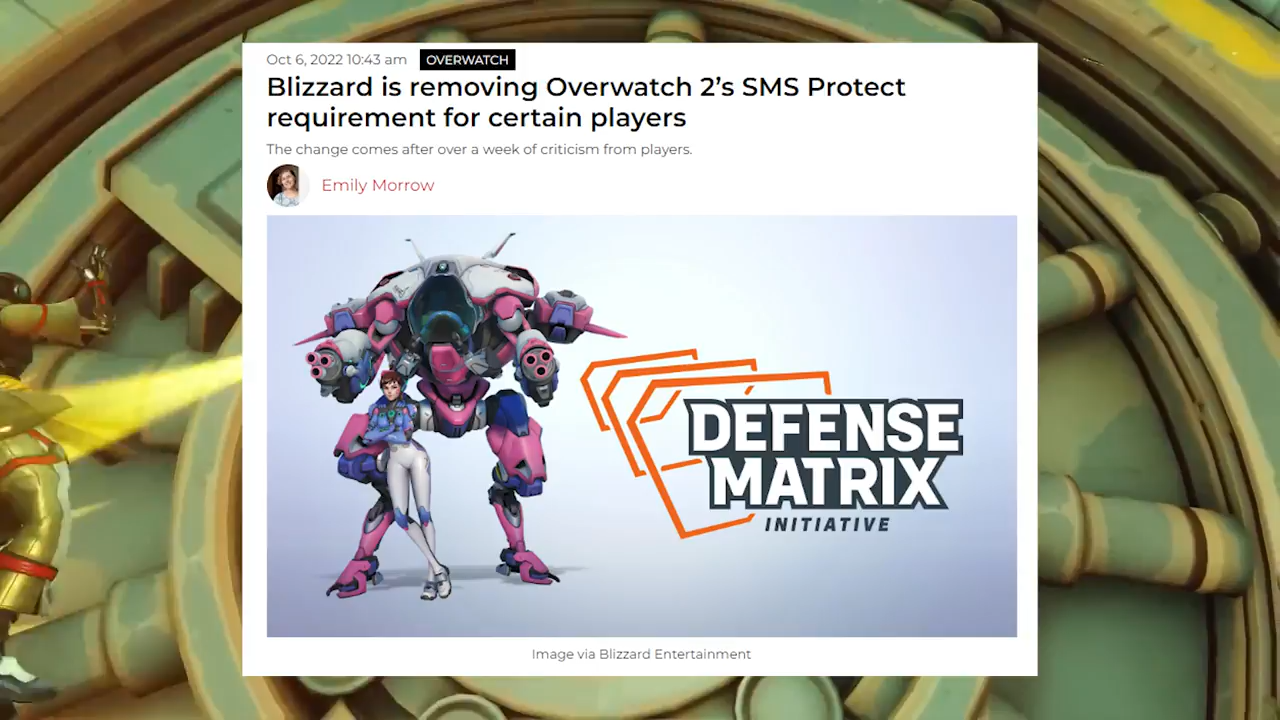 Oct 6, 2022 10:43 am OVERWATCH
Blizzard is removing Overwatch 2’s SMS Protect
requirement for certain players
The change comes after over a week of criticism from players.
Emily Morrow
DEFENSE
MATRIX
INITIATIVE
Image via Blizzard Entertainment